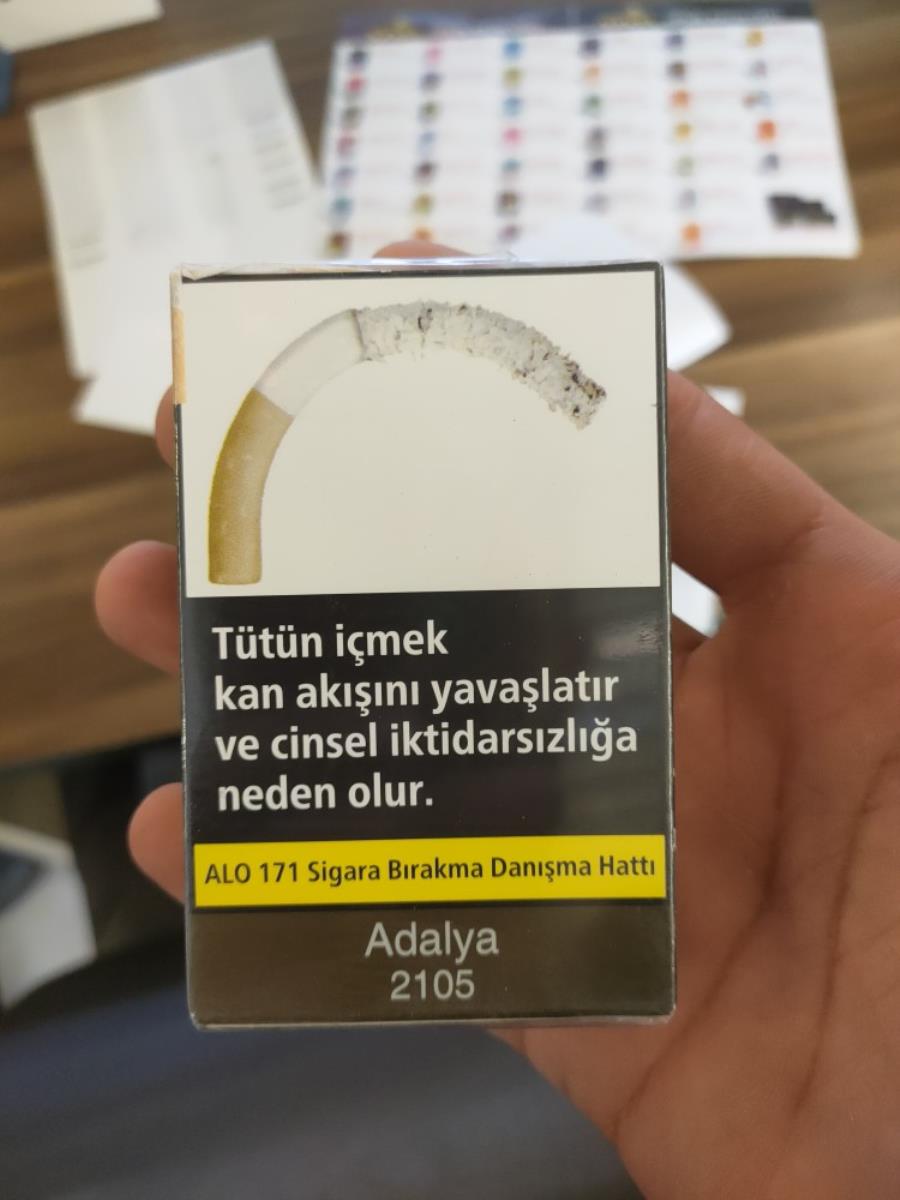 Tütün içmek
kan akışını yavaşlatır
ve cinsel iktidarsızlığa
neden olur.
ALO 171 Sigara Bırakma Danışma Hattı
Adalya
2105